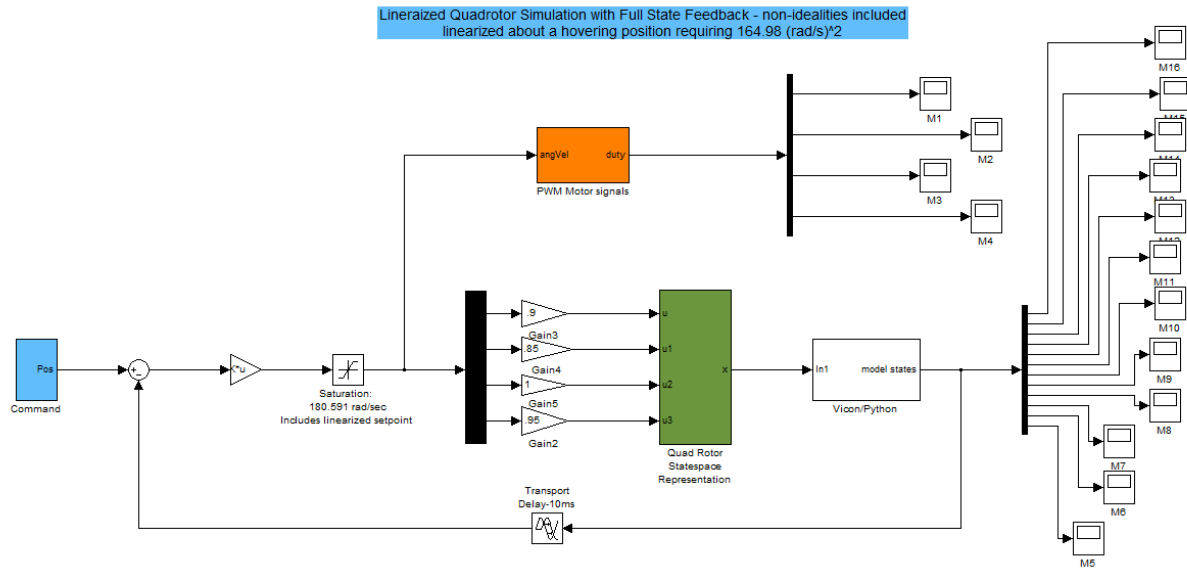 Lineraized Quadrotor Simulation with Full State Feedback - non-idealities included
linearized about a hovering position requiring 164.98 (rad/s)^2
M16
M1
M2
M3
M4
angVel
duty
PWM Motor signals
M11
M10
M9
M8
M7
M6
M5
Pos
Command
K*u
Saturation:
180.591 rad/sec
Includes linearized setpoint
.9
Gain3
.85
Gain4
1
Gain5
.95
Gain2
u
u1
u2
u3
x
Quad Rotor
Statespace
Representation
In1
model states
Vicon/Python
Transport
Delay-10ms